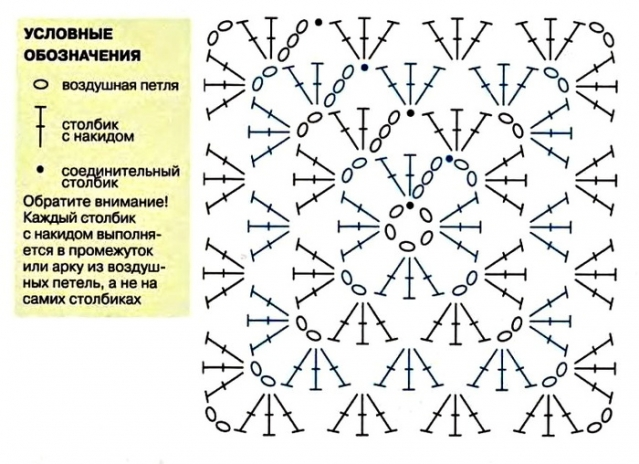 УСЛОВНЫЕ
ОБОЗНАЧЕНИЯ
воздушная петля
столбик
с накидом
соединительный
столбик
Обратите внимание!
Каждый столбик
с накидом выполня-
ется в промежуток
или арку из воздуш-
ных петель, а не на
самих столбиках